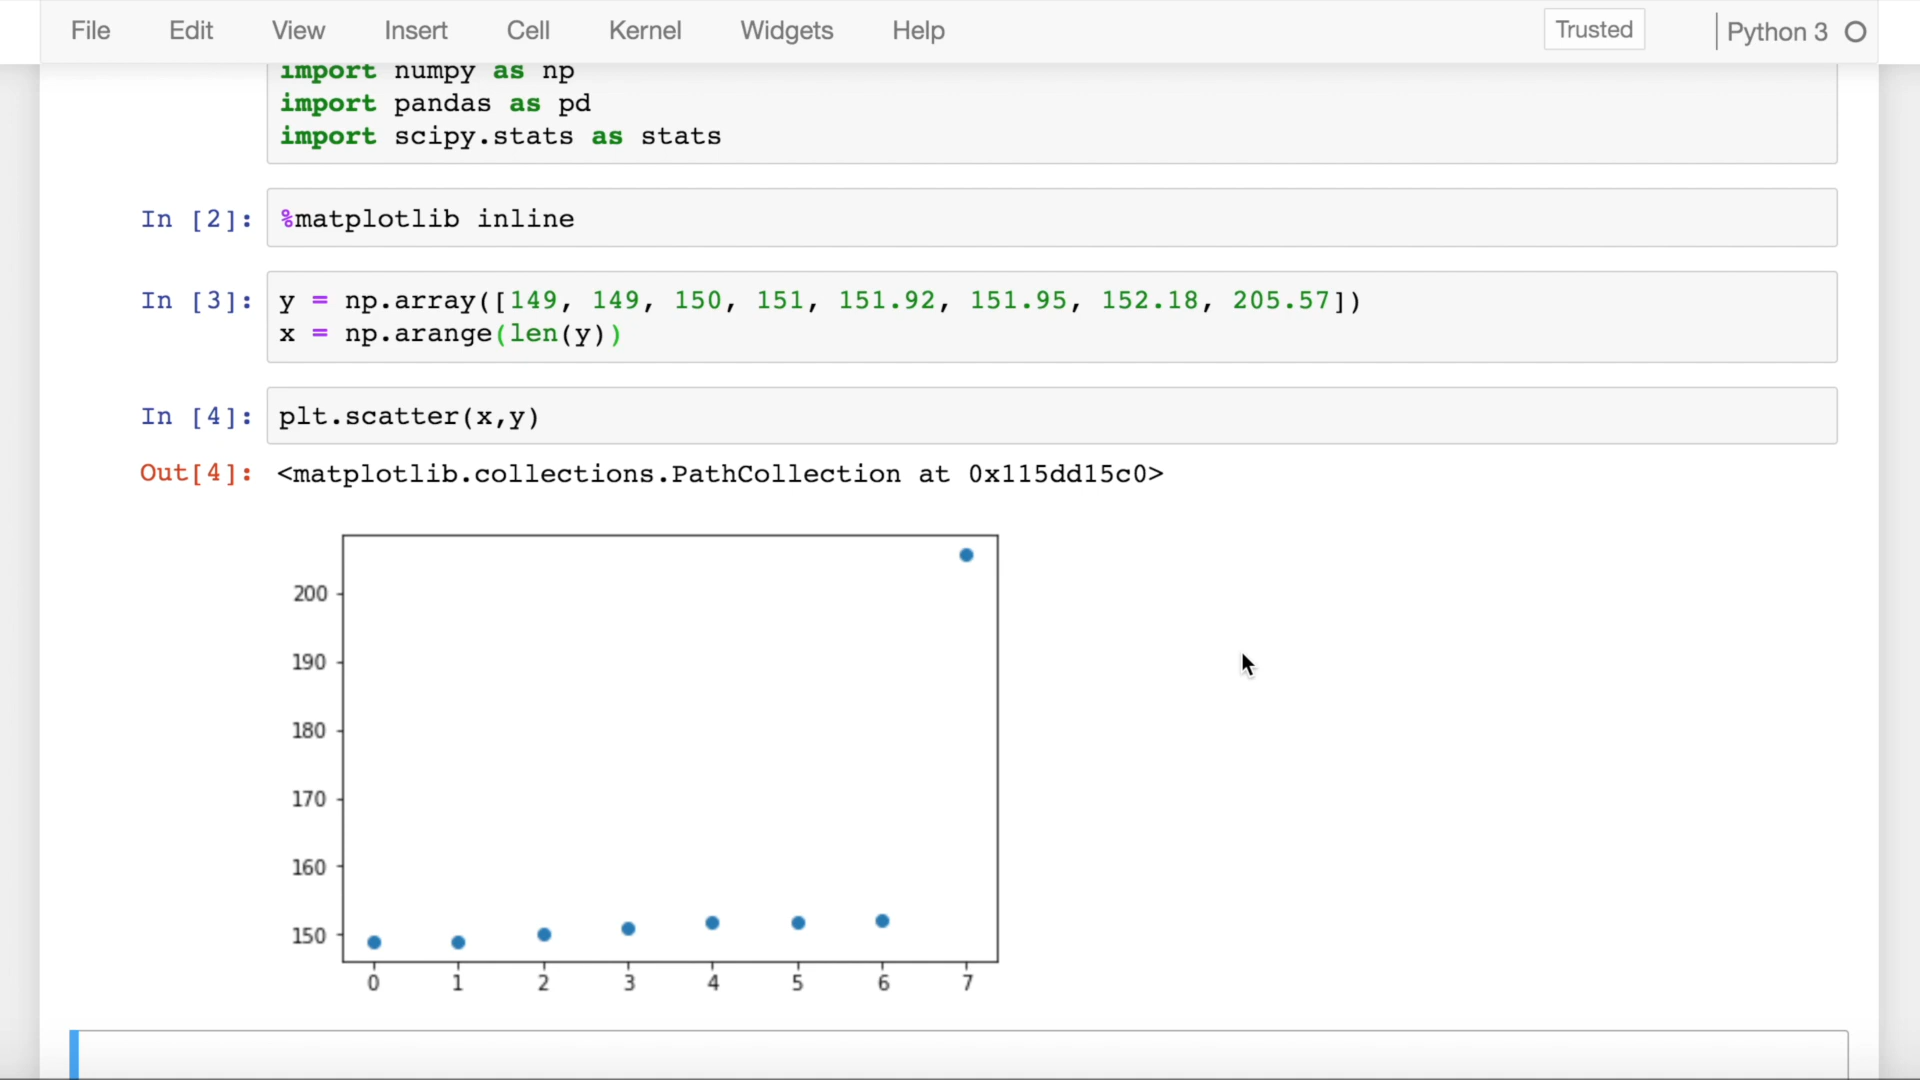 File Edit View Insert Cell Kernel Widgets Help Trusted Python 3
import numpy as np
import pandas as pd
import scipy.stats as stats
In [2]: %matplotlib inline
In [3]: y = np.array([149, 149, 150, 151, 151.92, 151.95, 152.18, 205.57])
x = np.arange(len(y))
In [4]: plt.scatter(x,y)
Out[4]: <matplotlib.collections.PathCollection at 0x115dd15c0>
200
190
180
170
160
150
0 1 2 3 4 5 6 7